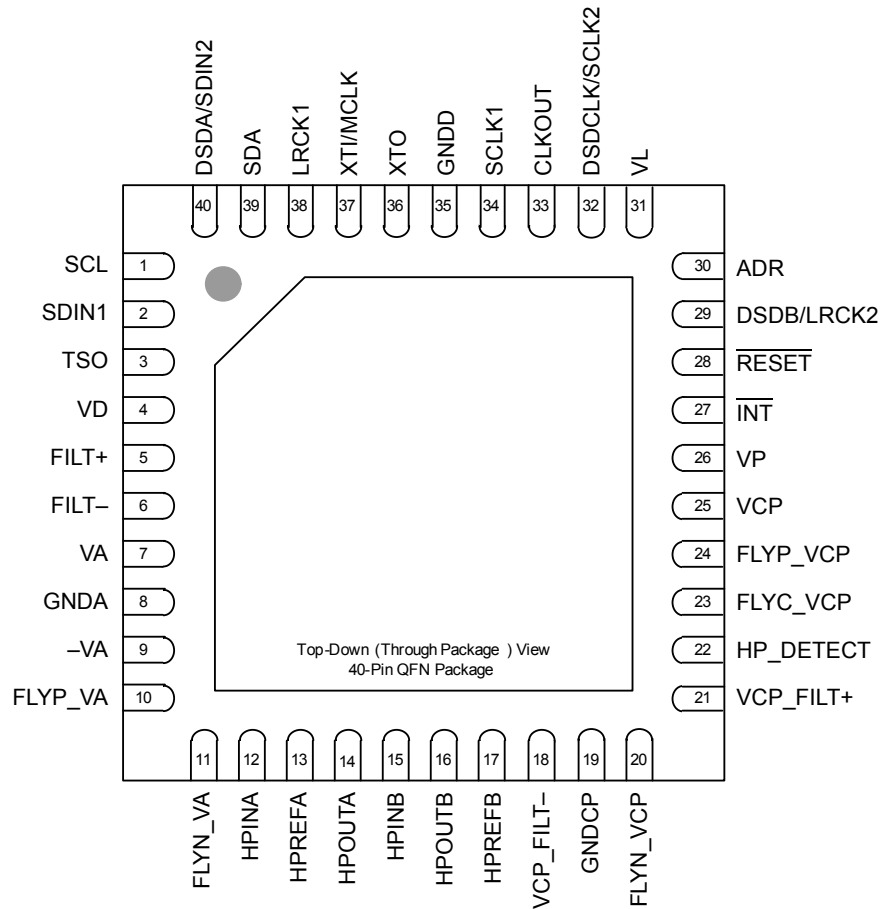 DSDA/SDIN2
SDA
LRCK1
XTI/MCLK
XTO
GNDD
SCLK1
CLKOUT
DSDCLK/SCLK2
VL
40
39
38
37
36
35
34
33
32
31
SCL 1
SDIN1 2
TSO 3
VD 4
FILT+ 5
FILT– 6
VA 7
GNDA 8
–VA 9
FLYP_VA 10
30 ADR
29 DSDB/LRCK2
28 RESET
27 INT
26 VP
25 VCP
24 FLYP_VCP
23 FLYC_VCP
22 HP_DETECT
21 VCP_FILT+
Top-Down (Through Package ) View
40-Pin QFN Package
11
12
13
14
15
16
17
18
19
20
FLYN_VA
HPINA
HPREFA
HPOUTA
HPINB
HPOUTB
HPREFB
VCP_FILT–
GNDCP
FLYN_VCP